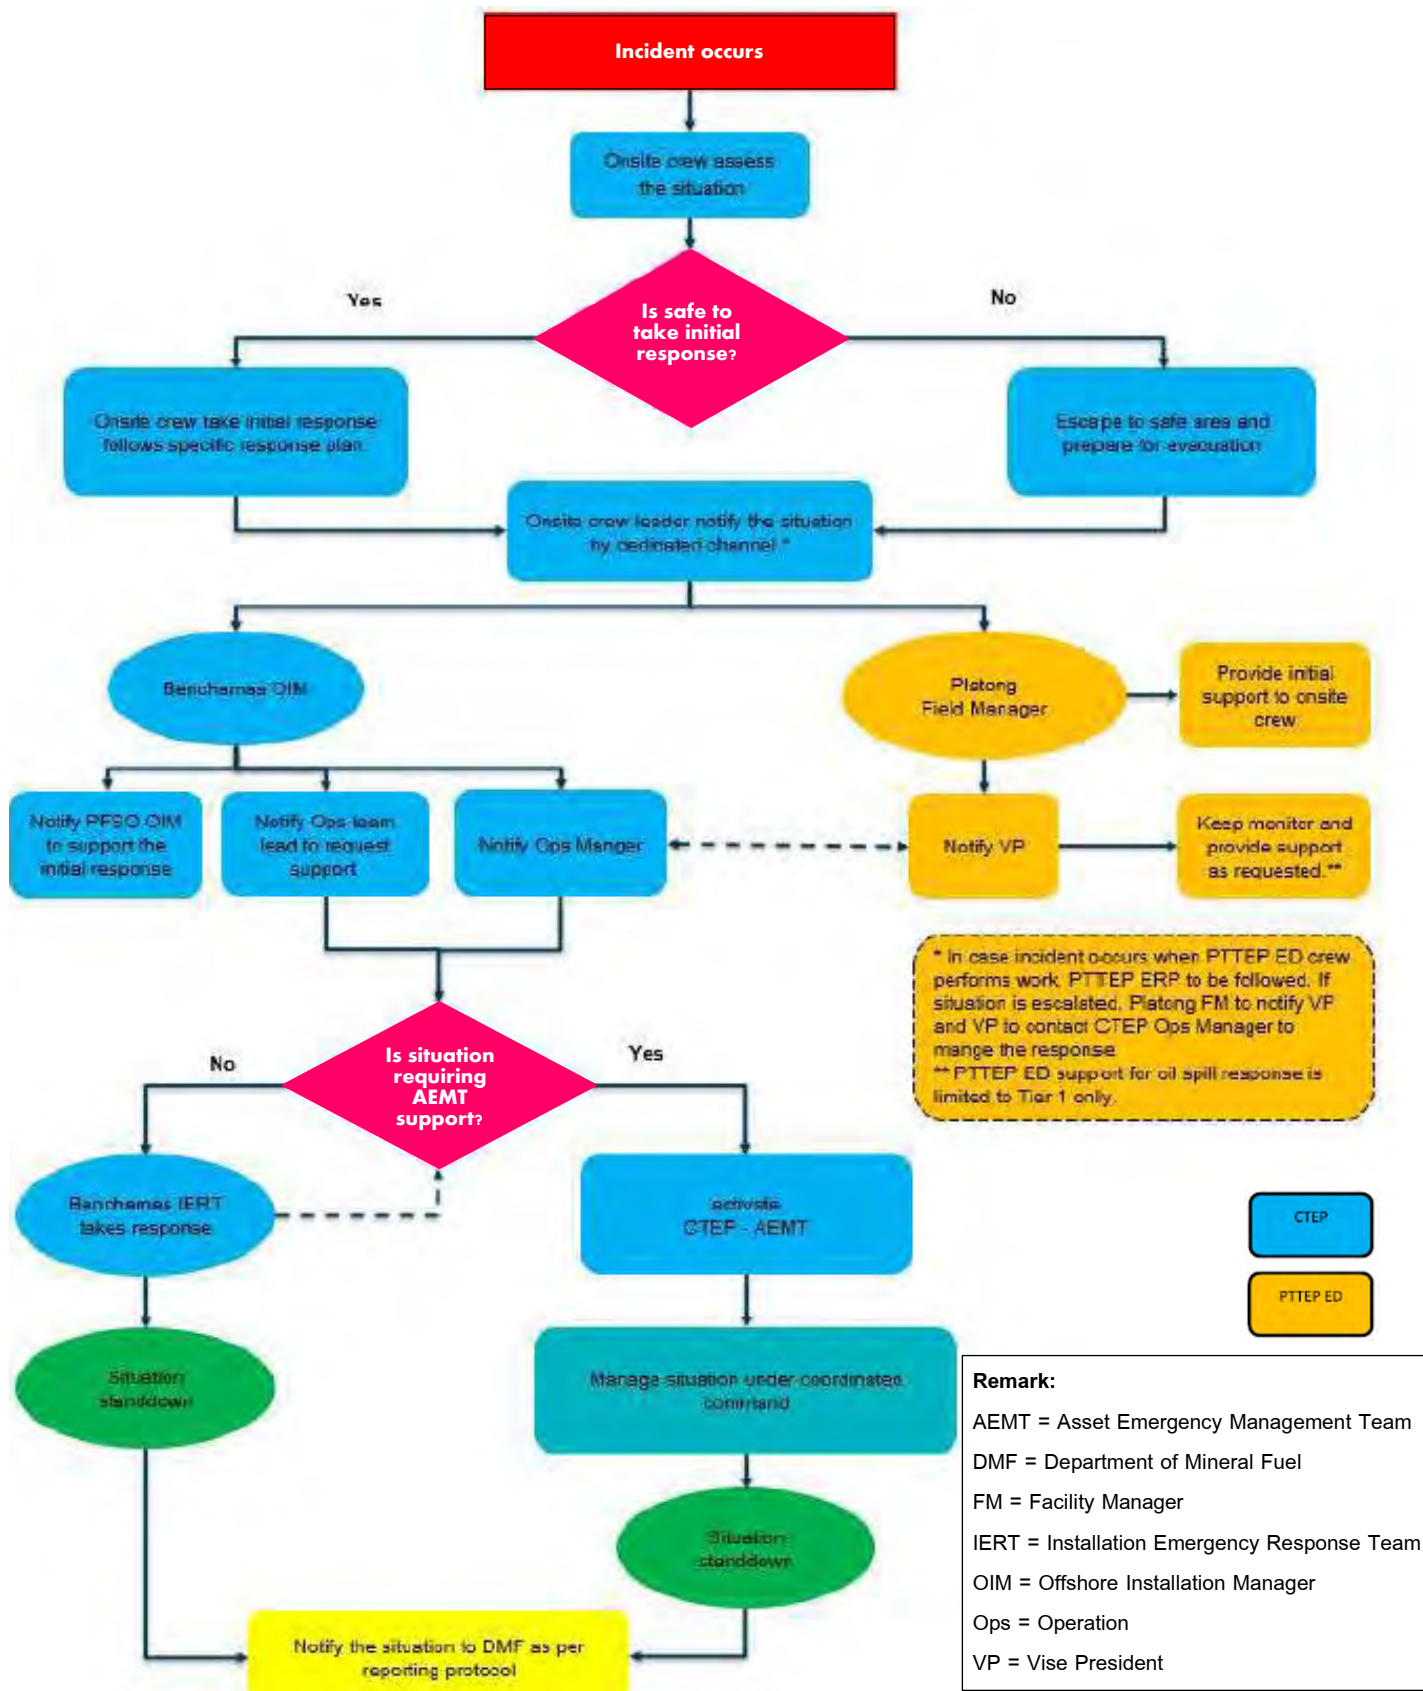 Incident occurs
Onsite crew assess
the situation
Yes
No
Is safe to
take initial
response?
Onsite crew take initial response
follows specific response plan.
Escape to safe area and
prepare for evacuation
Onsite crew leader notify the situation
by dedicated channel *
Benchamas OIM
Platong
Field Manager
Provide initial
support to onsite
crew
Notify PFSO OIM
to support the
initial response
Notify Ops team
lead to request
support
Notify Ops Manger
Notify VP
Keep monitor and
provide support
as requested.**
* In case incident occurs when PTTEP ED crew
performs work, PTTEP ERP to be followed. If
situation is escalated, Platong FM to notify VP
and VP to contact CTEP Ops Manager to
mange the response
** PTTEP ED support for oil spill response is
limited to Tier 1 only.
No
Yes
Is situation
requiring
AEMT
support?
Benchamas IERT
takes response
activate
CTEP - AEMT
CTEP
PTTEP ED
Situation
standdown
Manage situation under coordinated
command
Situation
standdown
Notify the situation to DMF as per
reporting protocol
Remark:
AEMT = Asset Emergency Management Team
DMF = Department of Mineral Fuel
FM = Facility Manager
IERT = Installation Emergency Response Team
OIM = Offshore Installation Manager
Ops = Operation
VP = Vise President